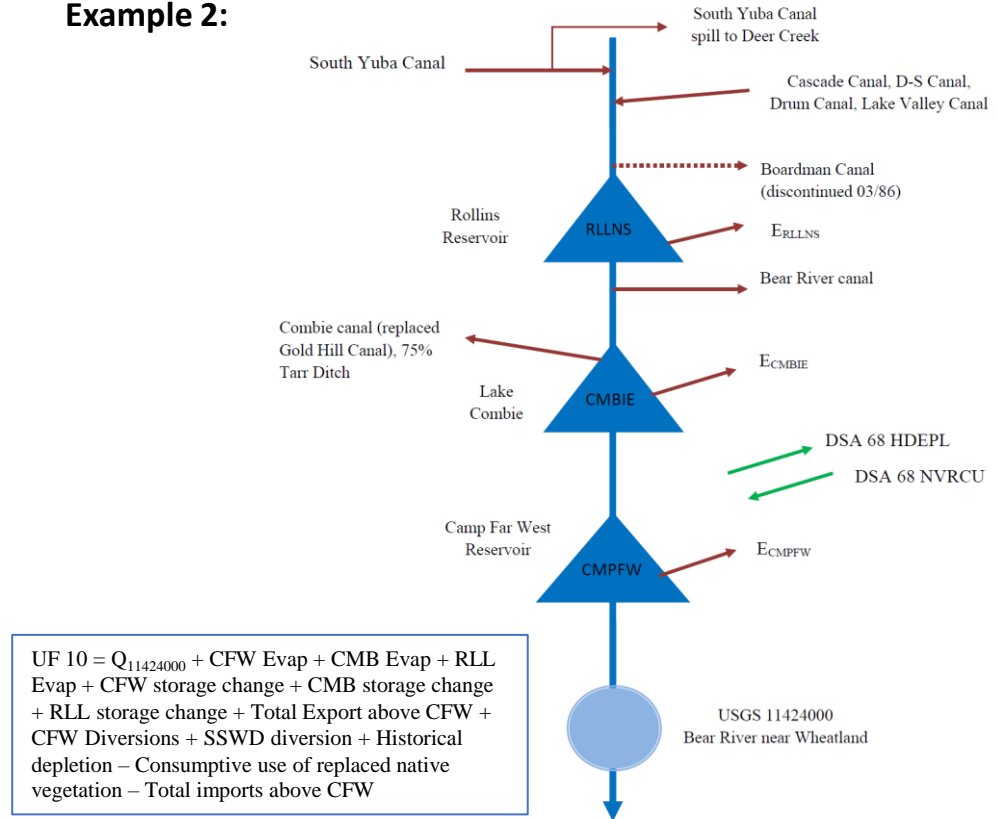 Example 2:
South Yuba Canal
spill to Deer Creek
South Yuba Canal
Cascade Canal, D-S Canal,
Drum Canal, Lake Valley Canal
Boardman Canal
(discontinued 03/86)
Rollins
Reservoir
RLLNS
E_RLLNS
Bear River canal
Combie canal (replaced
Gold Hill Canal), 75%
Tarr Ditch
E_CMBIE
Lake
Combie
CMBIE
DSA 68 HDEPL
DSA 68 NVRCU
Camp Far West
Reservoir
CMPFW
E_CMPFW
UF 10 = Q_11424000 + CFW Evap + CMB Evap + RLL
Evap + CFW storage change + CMB storage change
+ RLL storage change + Total Export above CFW +
CFW Diversions + SSWD diversion + Historical
depletion – Consumptive use of replaced native
vegetation – Total imports above CFW
USGS 11424000
Bear River near Wheatland